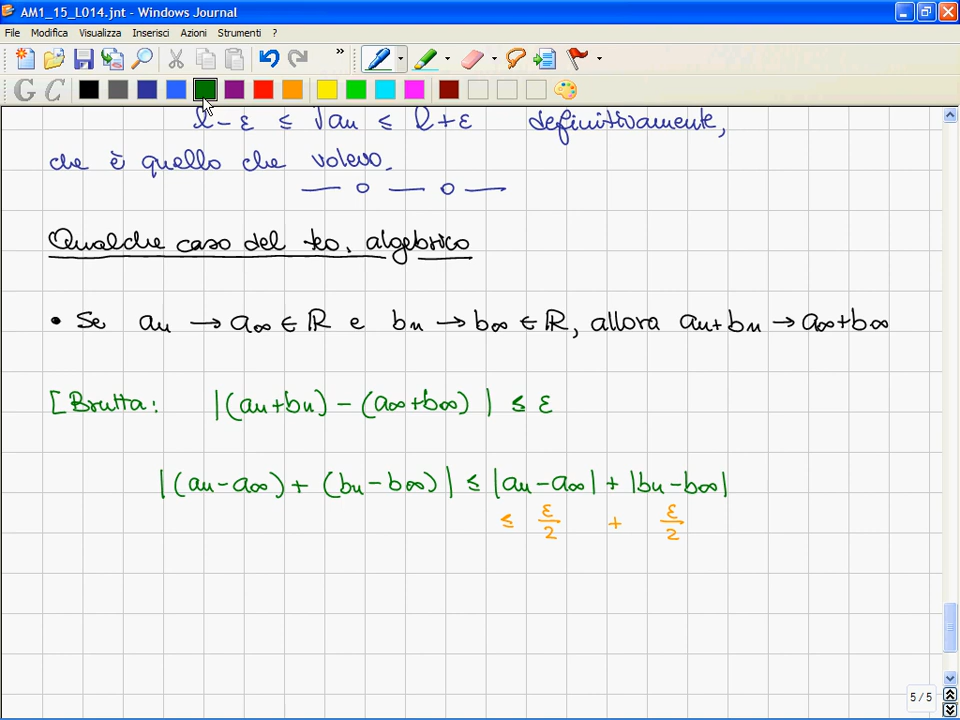 AM1_15_L014.jnt - Windows Journal
File Modifica Visualizza Inserisci Azioni Strumenti ?
»
G C
l-ε ≤ √an ≤ l+ε definitivamente,
che è quello che volevo.
— o — o —
Qualche caso del teo. algebrico
• Se an → a∞ ∈ ℝ e bn → b∞ ∈ ℝ, allora an+bn → a∞+b∞
[Brutta: |(an+bn) - (a∞+b∞)| ≤ ε
|(an-a∞) + (bn-b∞)| ≤ |an-a∞| + |bn-b∞|
≤ ε/2 + ε/2
5 / 5